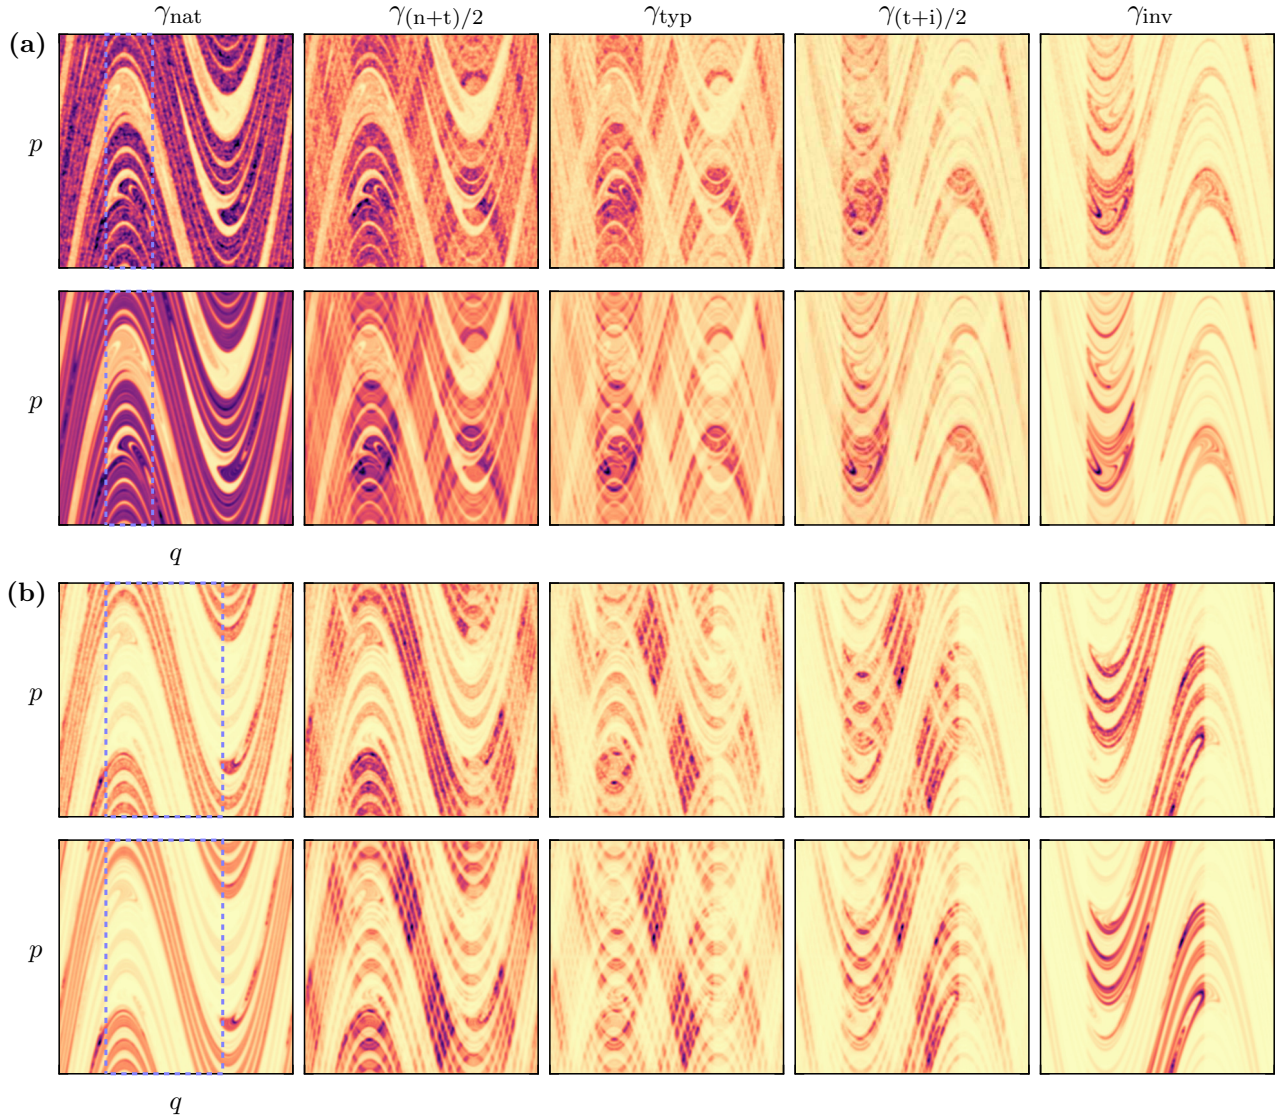 γnat γ(n+t)/2 γtyp γ(t+i)/2 γinv
(a)
p
p
q
(b)
p
p
q